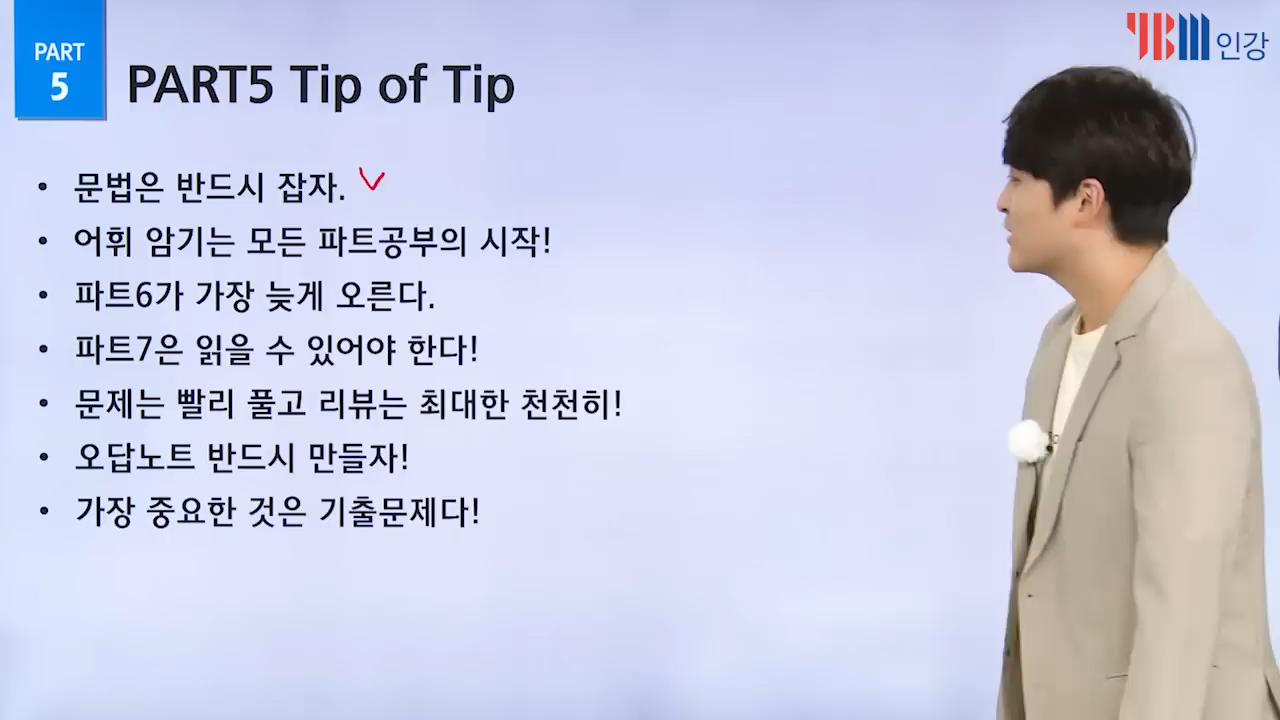 PART
5
PART5 Tip of Tip
YBM 인강
• 문법은 반드시 잡자.
• 어휘 암기는 모든 파트공부의 시작!
• 파트6가 가장 늦게 오른다.
• 파트7은 읽을 수 있어야 한다!
• 문제는 빨리 풀고 리뷰는 최대한 천천히!
• 오답노트 반드시 만들자!
• 가장 중요한 것은 기출문제다!